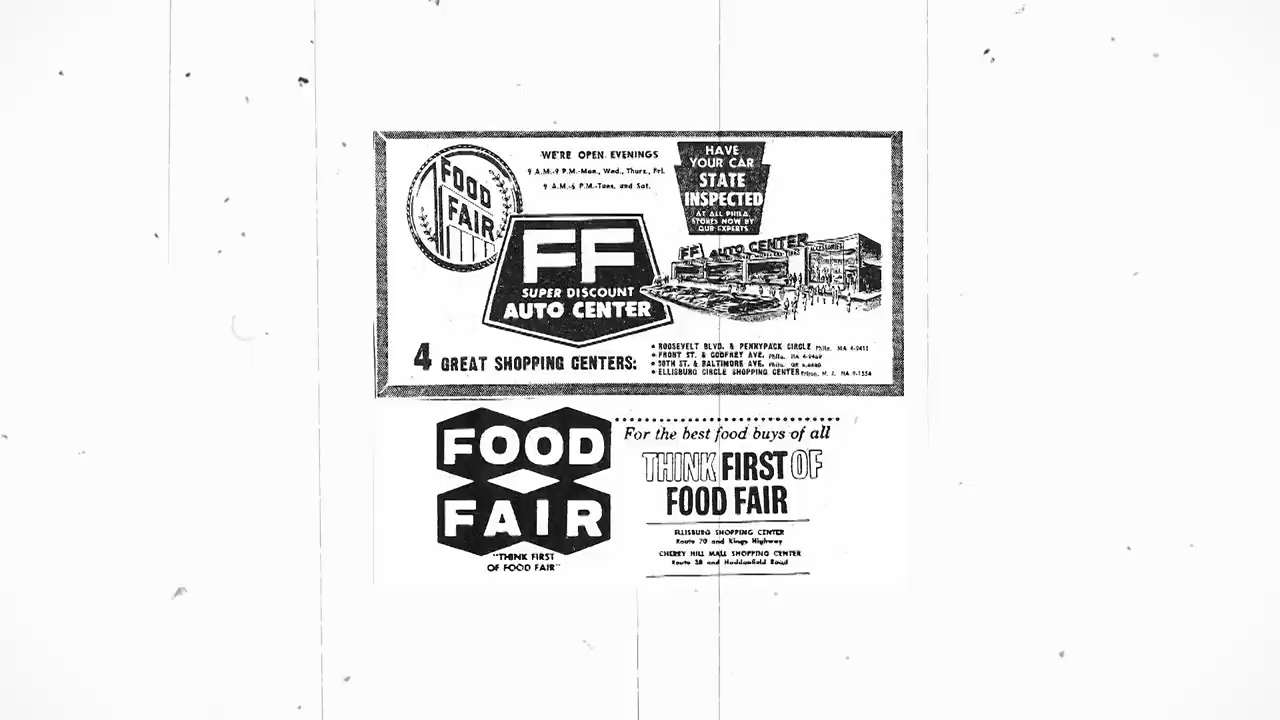 FOOD
FAIR
WE'RE OPEN EVENINGS
9 A.M.-9 P.M.-Mon., Wed., Thurs., Fri.
9 A.M.-6 P.M.-Tues. and Sat.
HAVE
YOUR CAR
STATE
INSPECTED
AT ALL PHILA.
STORES NOW BY
OUR EXPERTS
FF
SUPER DISCOUNT
AUTO CENTER
FF AUTO CENTER
4 GREAT SHOPPING CENTERS:
• ROOSEVELT BLVD. & PENNYPACK CIRCLE Phila.
• FRONT ST. & GODFREY AVE. Phila.
• 58TH ST. & BALTIMORE AVE. Phila.
• ELLISBURG CIRCLE SHOPPING CENTER N. J.
FOOD
FAIR
"THINK FIRST
OF FOOD FAIR"
For the best food buys of all
THINK FIRST OF
FOOD FAIR
ELLISBURG SHOPPING CENTER
Route 70 and Kings Highway
CHERRY HILL MALL SHOPPING CENTER
Route 38 and Haddonfield Road